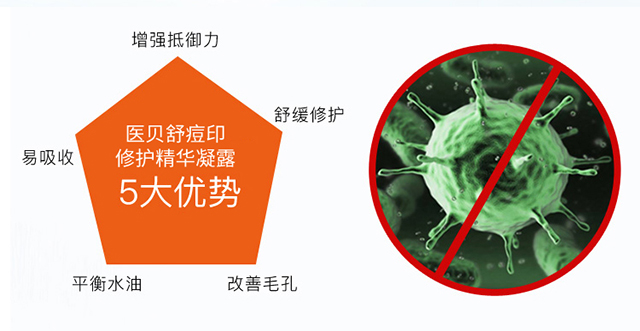 增强抵御力
舒缓修护
医贝舒痘印
修护精华凝露
5大优势
易吸收
平衡水油
改善毛孔